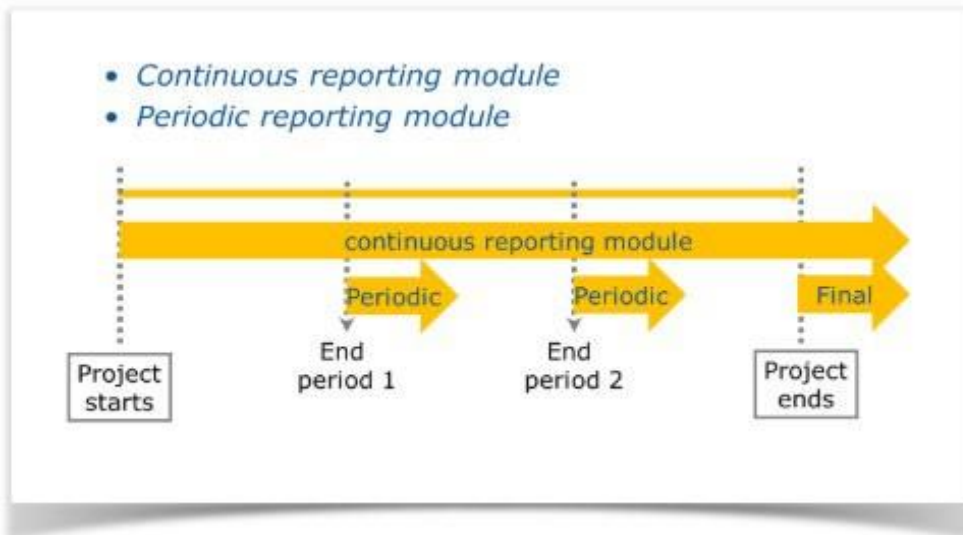 • Continuous reporting module
• Periodic reporting module
continuous reporting module
Periodic
Periodic
Final
End
period 1
End
period 2
Project
starts
Project
ends